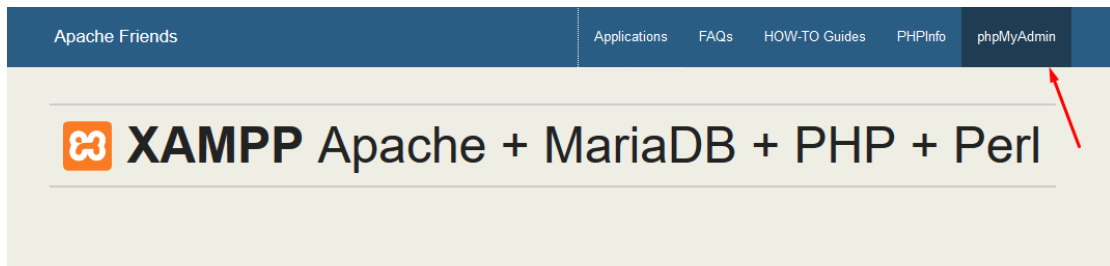 Apache Friends Applications FAQs HOW-TO Guides PHPInfo phpMyAdmin
XAMPP Apache + MariaDB + PHP + Perl